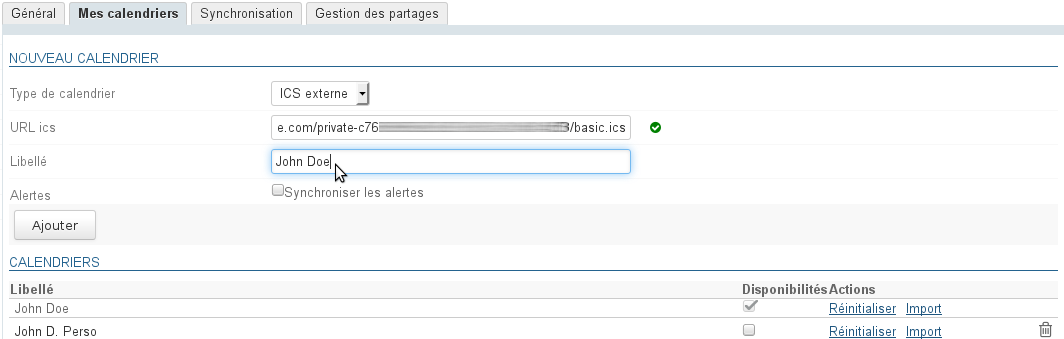 Général Mes calendriers Synchronisation Gestion des partages
NOUVEAU CALENDRIER
Type de calendrier ICS externe
URL ics e.com/private-c76 /basic.ics
Libellé John Doe
Alertes Synchroniser les alertes
Ajouter
CALENDRIERS
Libellé Disponibilités Actions
John Doe Réinitialiser Import
John D. Perso Réinitialiser Import